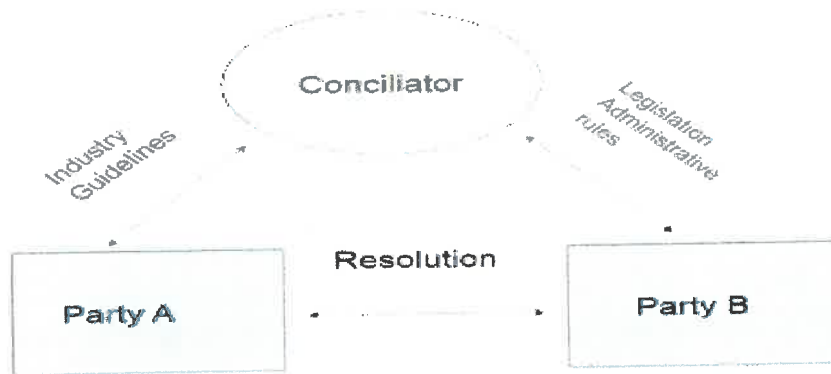 Conciliator
Industry
Guidelines
Legislation
Administrative
rules
Resolution
Party A
Party B